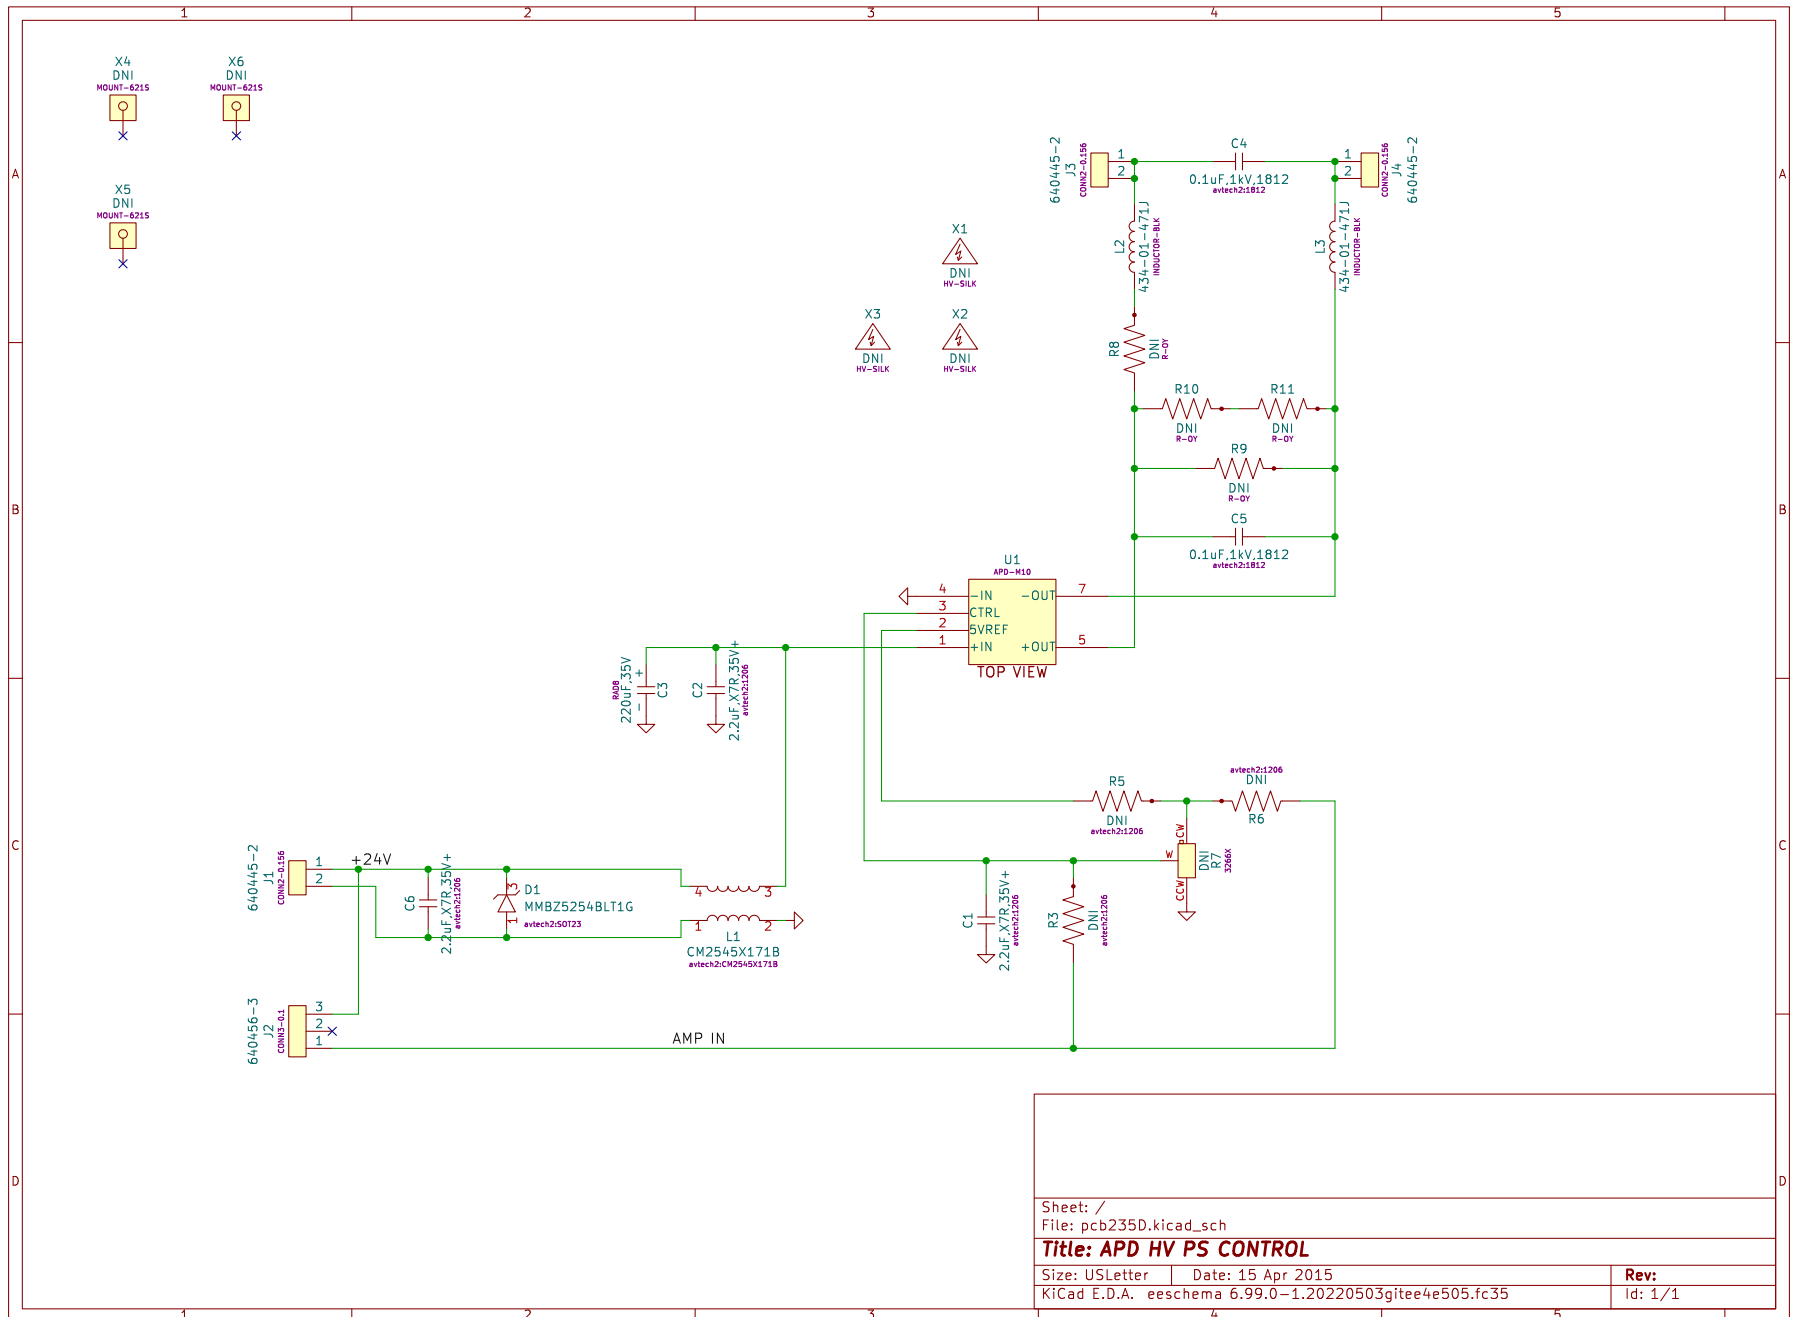 1 2 3 4 5
A
B
C
D
A
B
C
D
1 2 3 4 5
X4
DNI
MOUNT-621S
X6
DNI
MOUNT-621S
X5
DNI
MOUNT-621S
X1
DNI
HV-SILK
X3
DNI
HV-SILK
X2
DNI
HV-SILK
640445-2
J3
CONN2-0.156
1
2
C4
0.1uF,1kV,1812
avtech2:1812
1
2
CONN2-0.156
J4
640445-2
L2
434-01-471J
INDUCTOR-BLK
L3
434-01-471J
INDUCTOR-BLK
R8
DNI
R-OY
R10
DNI
R-OY
R11
DNI
R-OY
R9
DNI
R-OY
C5
0.1uF,1kV,1812
avtech2:1812
U1
APD-M10
4 -IN
3 CTRL
2 5VREF
1 +IN
-OUT 7
+OUT 5
TOP VIEW
RAD8
220uF,35V
+
-
C3
C2
2.2uF,X7R,35V+
avtech2:1206
R5
DNI
avtech2:1206
avtech2:1206
DNI
R6
CW
W
CCW
DNI
R7
3266X
640445-2
J1
CONN2-0.156
1
2
+24V
C6
2.2uF,X7R,35V+
avtech2:1206
3
1
D1
MMBZ5254BLT1G
avtech2:SOT23
4 3
1 2
L1
CM2545X171B
avtech2:CM2545X171B
C1
2.2uF,X7R,35V+
avtech2:1206
R3
DNI
avtech2:1206
640456-3
J2
CONN3-0.1
3
2
1
AMP IN
Sheet: /
File: pcb235D.kicad_sch
Title: APD HV PS CONTROL
Size: USLetter Date: 15 Apr 2015 Rev:
KiCad E.D.A. eeschema 6.99.0-1.20220503gitee4e505.fc35 Id: 1/1